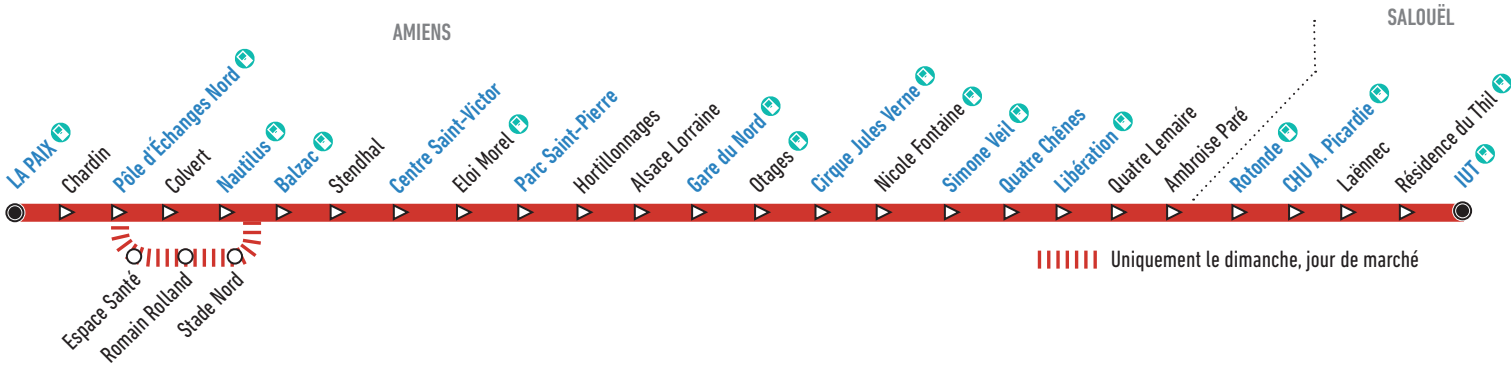 AMIENS
SALOUËL
LA PAIX
Chardin
Pôle d'Échanges Nord
Colvert
Nautilus
Balzac
Stendhal
Centre Saint-Victor
Eloi Morel
Parc Saint-Pierre
Hortillonnages
Alsace Lorraine
Gare du Nord
Otages
Cirque Jules Verne
Nicole Fontaine
Simone Veil
Quatre Chênes
Libération
Quatre Lemaire
Ambroise Paré
Rotonde
CHU A. Picardie
Laënnec
Résidence du Thil
IUT
Espace Santé
Romain Rolland
Stade Nord
Uniquement le dimanche, jour de marché